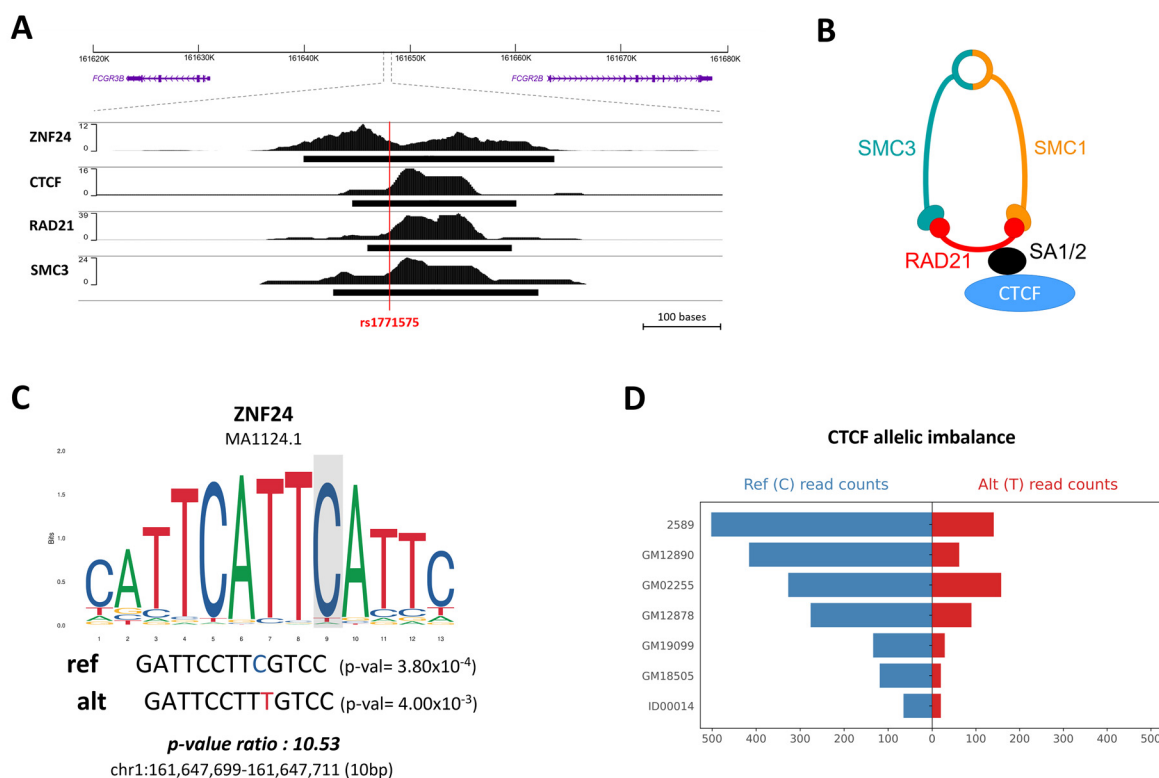 A
161620K 161630K 161640K 161650K 161660K 161670K 161680K
FCGR3B FCGR2B
ZNF24 12 0
CTCF 16 0
RAD21 39 0
SMC3 24 0
rs1771575
100 bases
B
SMC3 SMC1
RAD21 SA1/2
CTCF
C
ZNF24
MA1124.1
2.0
1.5
Bits
1.0
0.5
0.0
CATTCATTCATTC
1 2 3 4 5 6 7 8 9 10 11 12 13
ref GATTCCTTCGTCC (p-val= 3.80x10-4)
alt GATTCCTTTGTCC (p-val= 4.00x10-3)
p-value ratio : 10.53
chr1:161,647,699-161,647,711 (10bp)
D
CTCF allelic imbalance
Ref (C) read counts Alt (T) read counts
2589
GM12890
GM02255
GM12878
GM19099
GM18505
ID00014
500 400 300 200 100 0 100 200 300 400 500